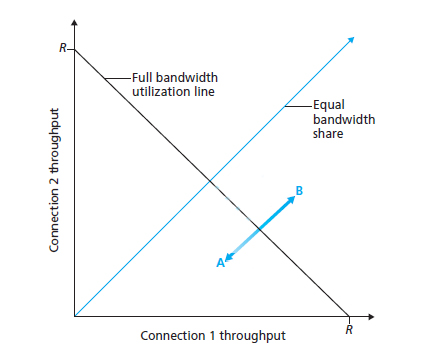 R
Full bandwidth
utilization line
Equal
bandwidth
share
B
A
Connection 2 throughput
Connection 1 throughput
R